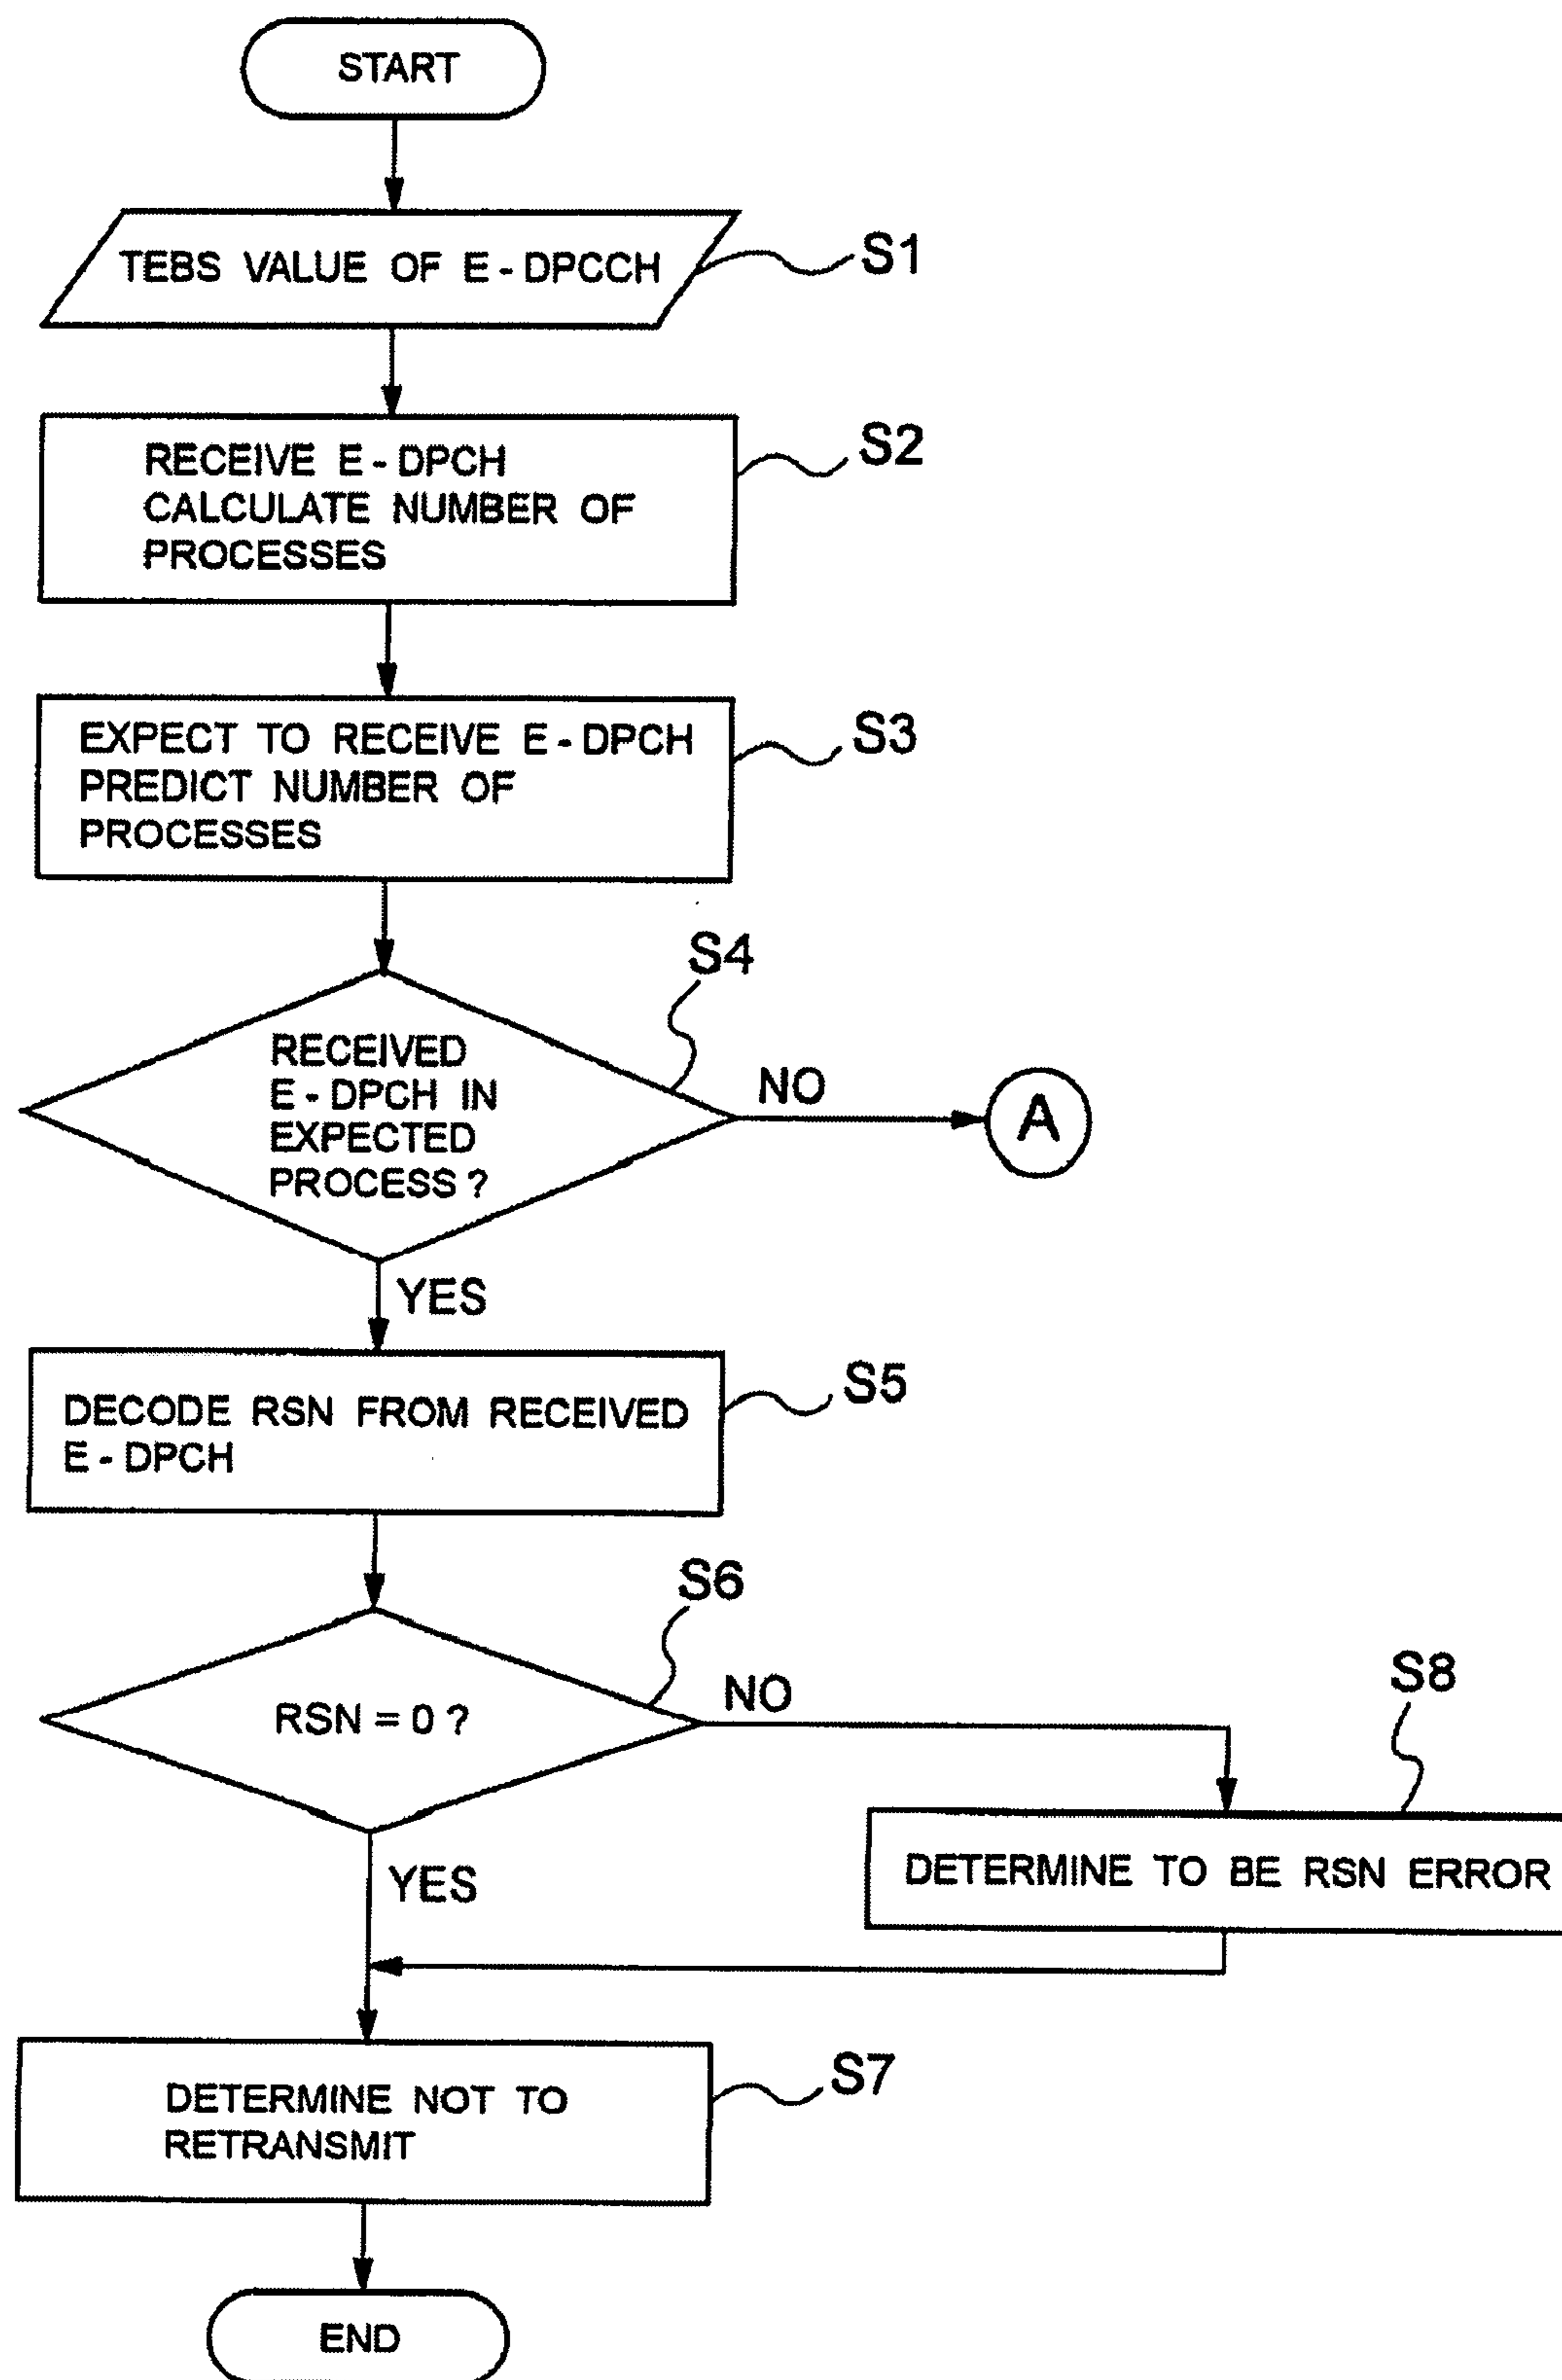 START
TEBS VALUE OF E-DPCCH
S1
RECEIVE E-DPCH
CALCULATE NUMBER OF
PROCESSES
S2
EXPECT TO RECEIVE E-DPCH
PREDICT NUMBER OF
PROCESSES
S3
S4
RECEIVED
E-DPCH IN
EXPECTED
PROCESS?
NO
A
YES
DECODE RSN FROM RECEIVED
E-DPCH
S5
S6
RSN=0?
NO
S8
DETERMINE TO BE RSN ERROR
YES
DETERMINE NOT TO
RETRANSMIT
S7
END